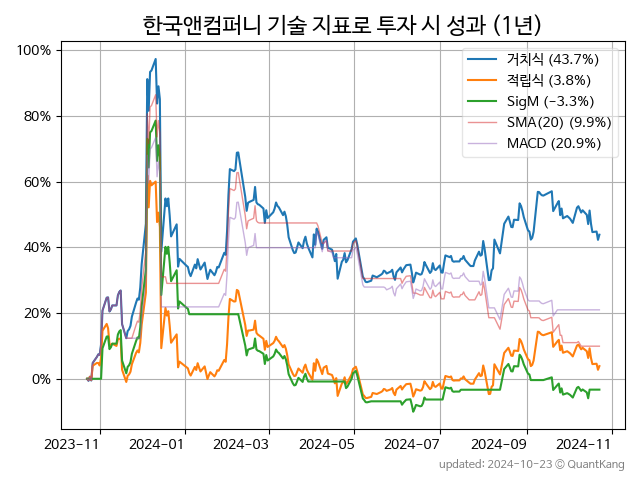 한국앤컴퍼니 기술 지표로 투자 시 성과 (1년)
100%
80%
60%
40%
20%
0%
거치식 (43.7%)
적립식 (3.8%)
SigM (−3.3%)
SMA(20) (9.9%)
MACD (20.9%)
2023-11
2024-01
2024-03
2024-05
2024-07
2024-09
2024-11
updated: 2024-10-23 © QuantKang